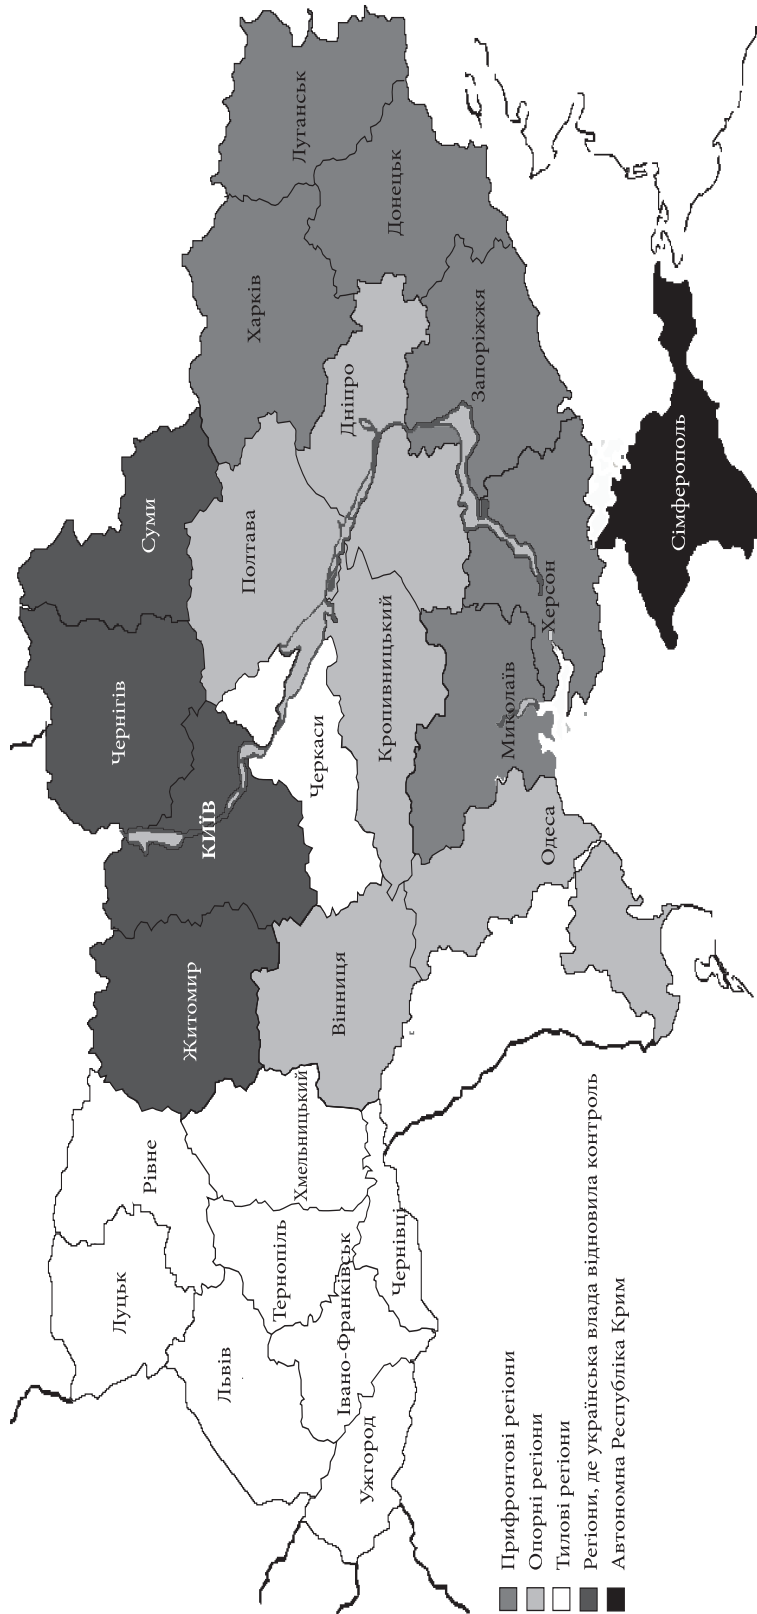 Луцьк
Рівне
Житомир
КИЇВ
Чернігів
Суми
Львів
Тернопіль
Хмельницький
Вінниця
Черкаси
Полтава
Харків
Луганськ
Ужгород
Івано-Франківськ
Чернівці
Кропивницький
Дніпро
Донецьк
Одеса
Миколаїв
Херсон
Запоріжжя
Сімферополь
Прифронтові регіони
Опорні регіони
Тилові регіони
Регіони, де українська влада відновила контроль
Автономна Республіка Крим